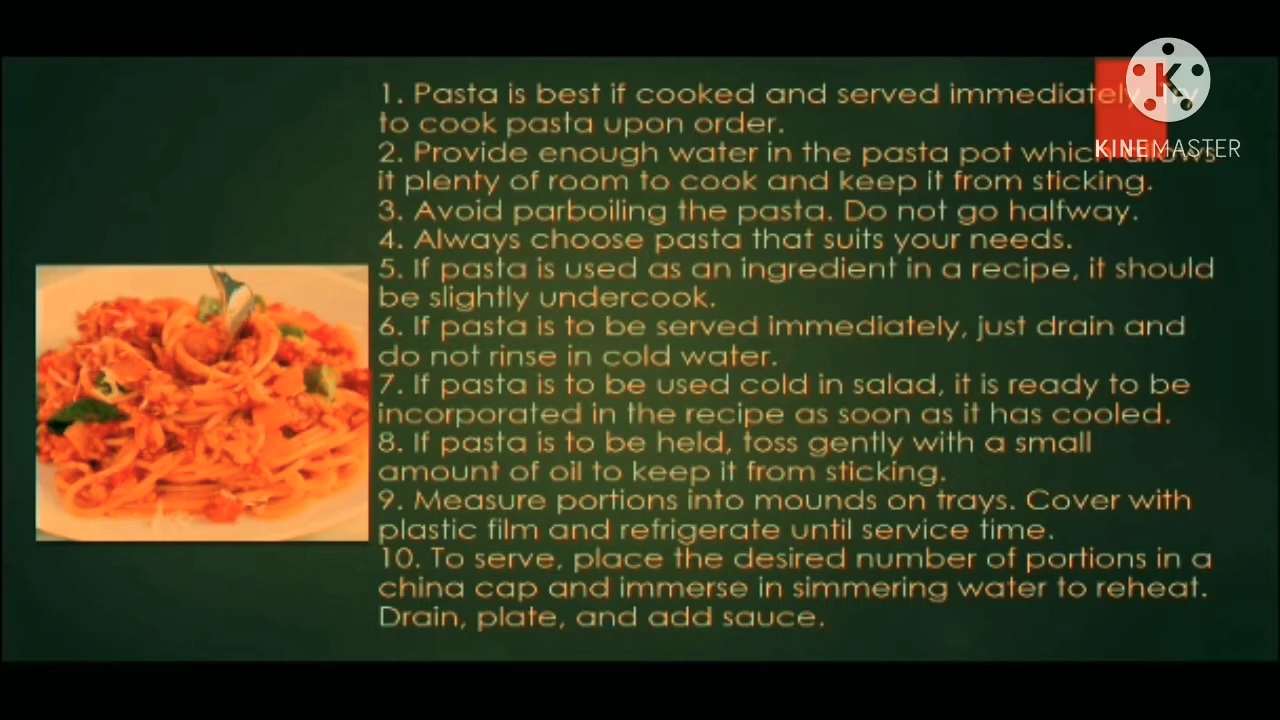 1. Pasta is best if cooked and served immediately.
to cook pasta upon order.
2. Provide enough water in the pasta pot which
it plenty of room to cook and keep it from sticking.
3. Avoid parboiling the pasta. Do not go halfway.
4. Always choose pasta that suits your needs.
5. If pasta is used as an ingredient in a recipe, it should
be slightly undercook.
6. If pasta is to be served immediately, just drain and
do not rinse in cold water.
7. If pasta is to be used cold in salad, it is ready to be
incorporated in the recipe as soon as it has cooled.
8. If pasta is to be held, toss gently with a small
amount of oil to keep it from sticking.
9. Measure portions into mounds on trays. Cover with
plastic film and refrigerate until service time.
10. To serve, place the desired number of portions in a
china cap and immerse in simmering water to reheat.
Drain, plate, and add sauce.
K
KINEMASTER